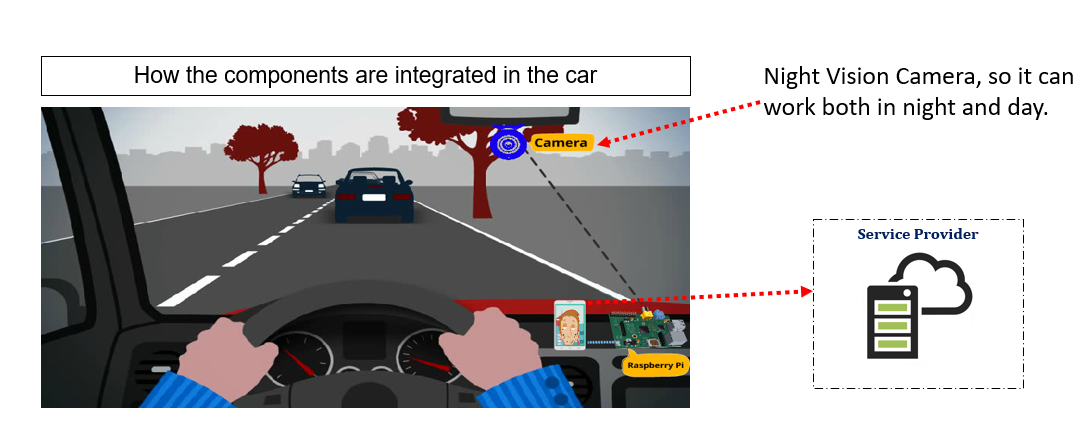 How the components are integrated in the car
Night Vision Camera, so it can
work both in night and day.
Camera
Service Provider
Raspberry Pi